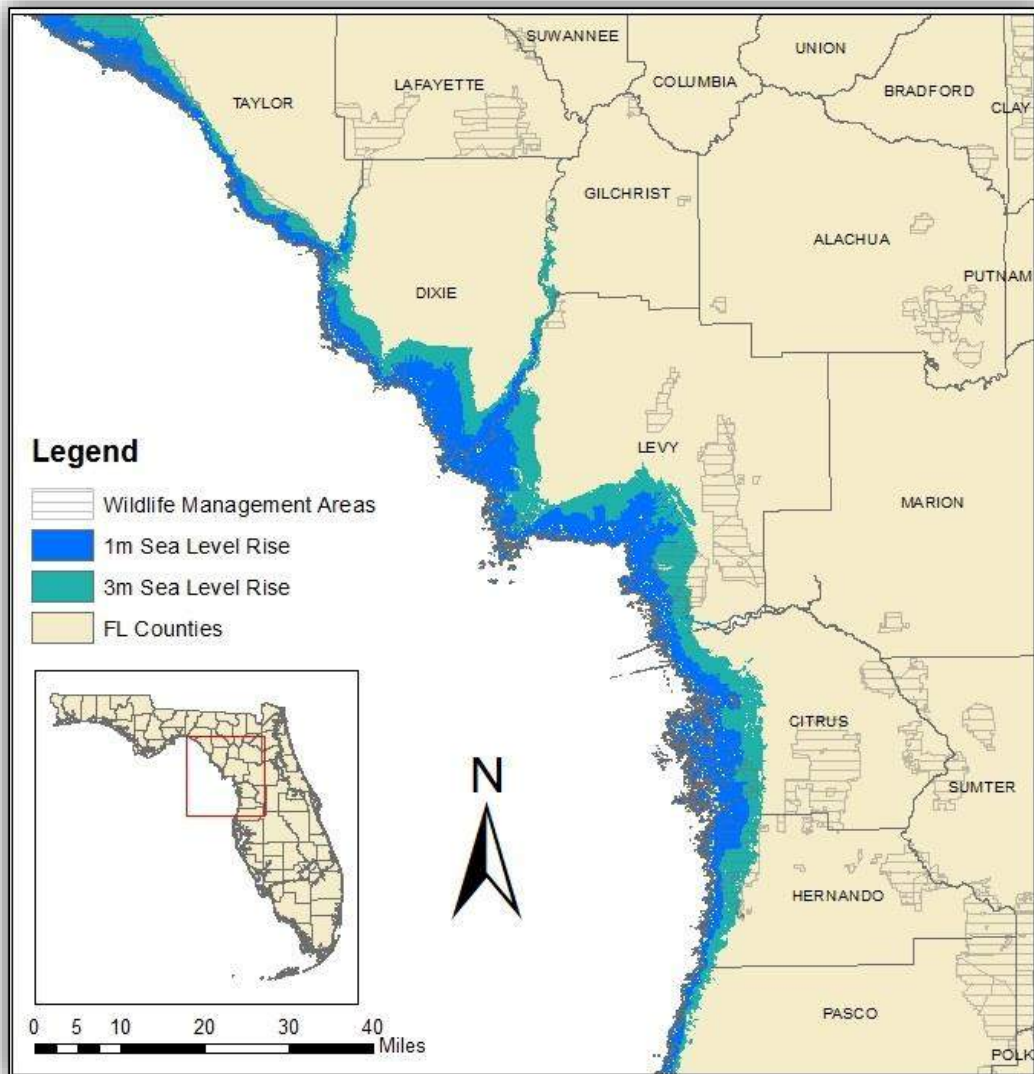 SUWANNEE
UNION
COLUMBIA
LAFAYETTE
BRADFORD
TAYLOR
CLAY
GILCHRIST
ALACHUA
PUTNAM
DIXIE
LEVY
MARION
Legend
Wildlife Management Areas
1m Sea Level Rise
3m Sea Level Rise
FL Counties
CITRUS
SUMTER
N
HERNANDO
PASCO
POLK
0 5 10 20 30 40
Miles